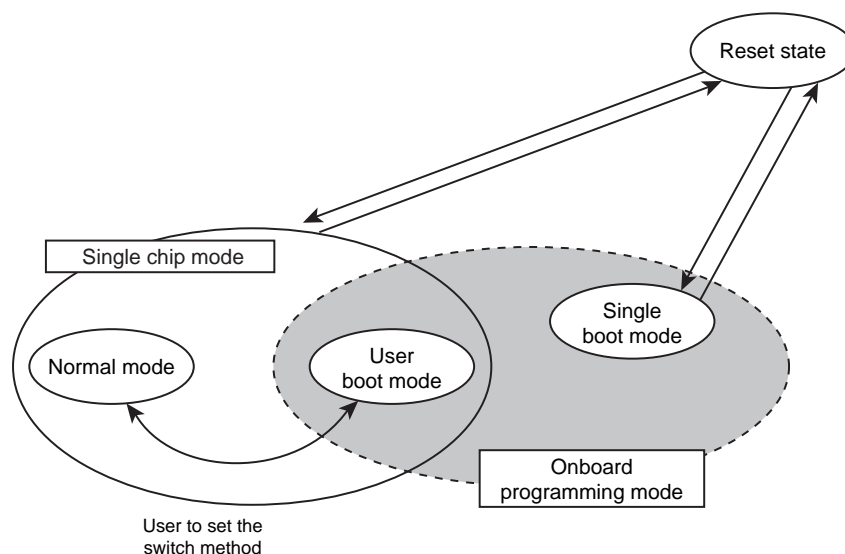 Reset state
Single chip mode
Single
boot mode
Normal mode
User
boot mode
Onboard
programming mode
User to set the
switch method